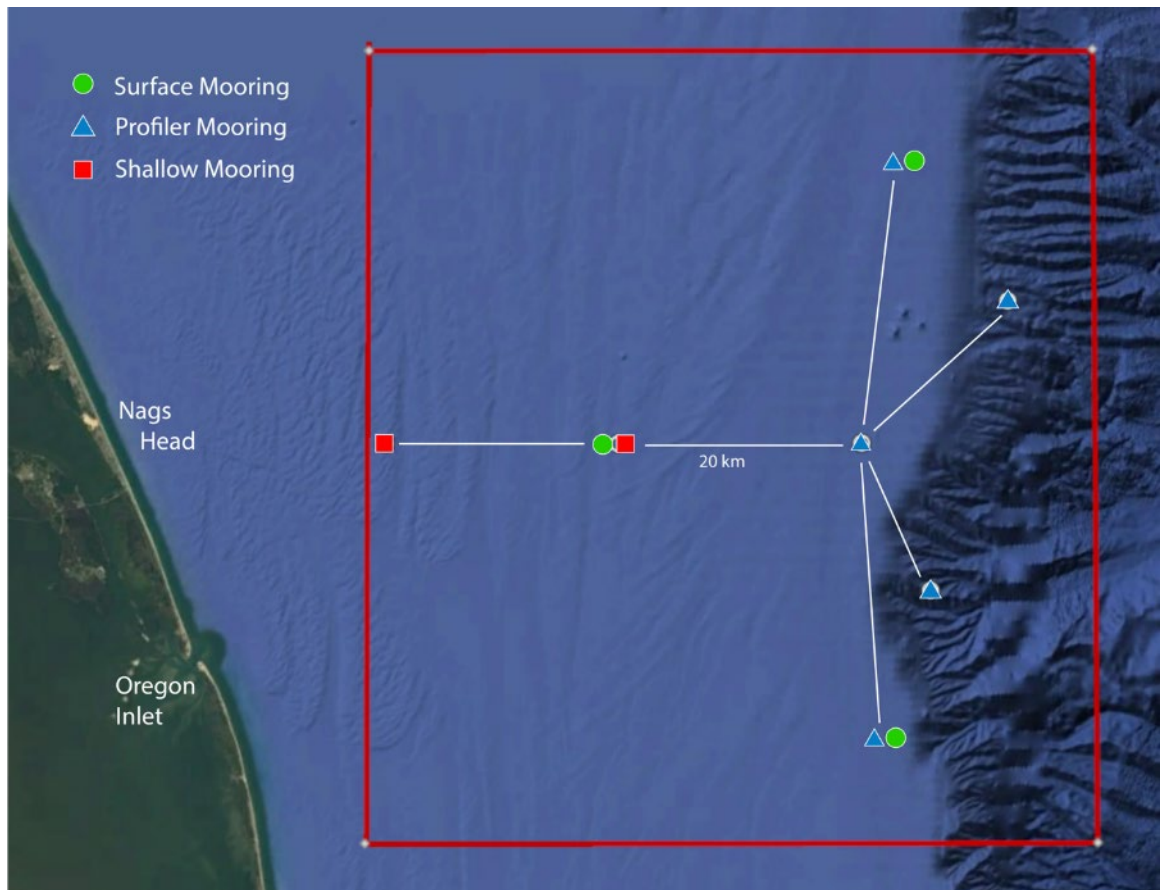 Surface Mooring
Profiler Mooring
Shallow Mooring
Nags
Head
20 km
Oregon
Inlet